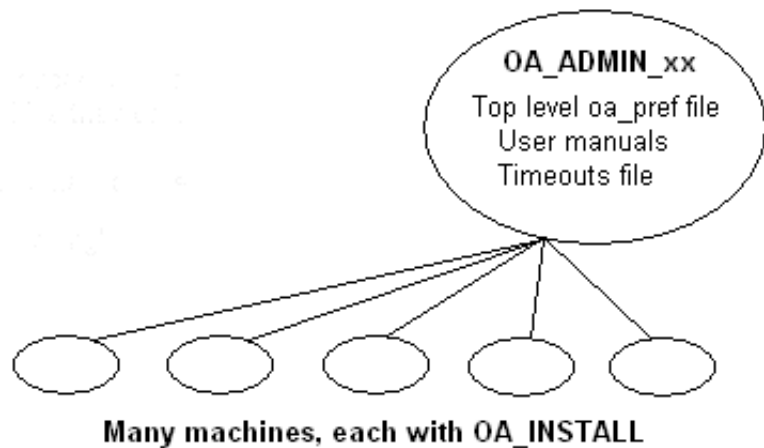 OA_ADMIN_xx
Top level oa_pref file
User manuals
Timeouts file
Many machines, each with OA_INSTALL